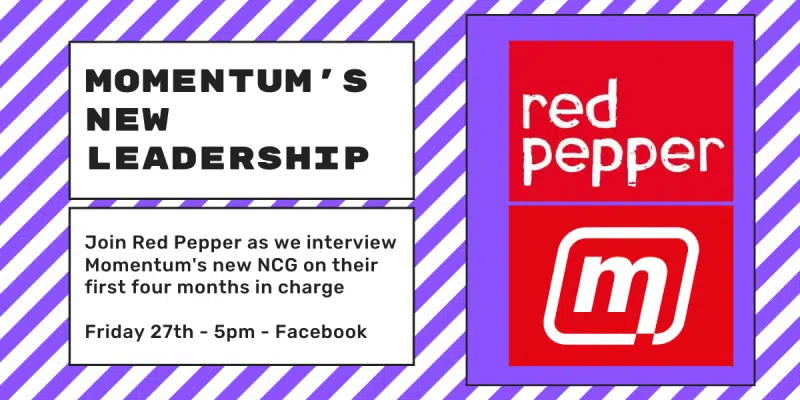 MOMENTUM'S
NEW
LEADERSHIP
Join Red Pepper as we interview
Momentum's new NCG on their
first four months in charge
Friday 27th - 5pm - Facebook
red
pepper
m